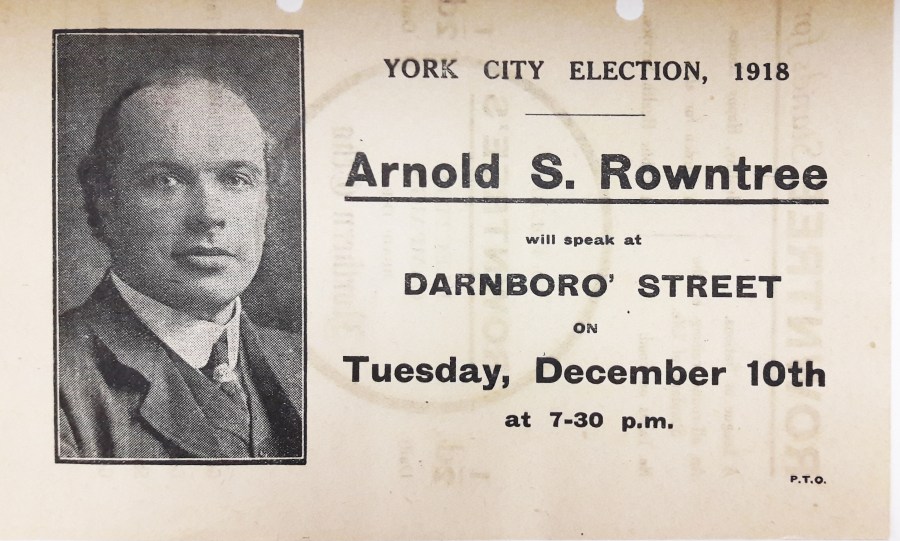 YORK CITY ELECTION, 1918
Arnold S. Rowntree
will speak at
DARNBORO' STREET
ON
Tuesday, December 10th
at 7-30 p.m.
P.T.O.